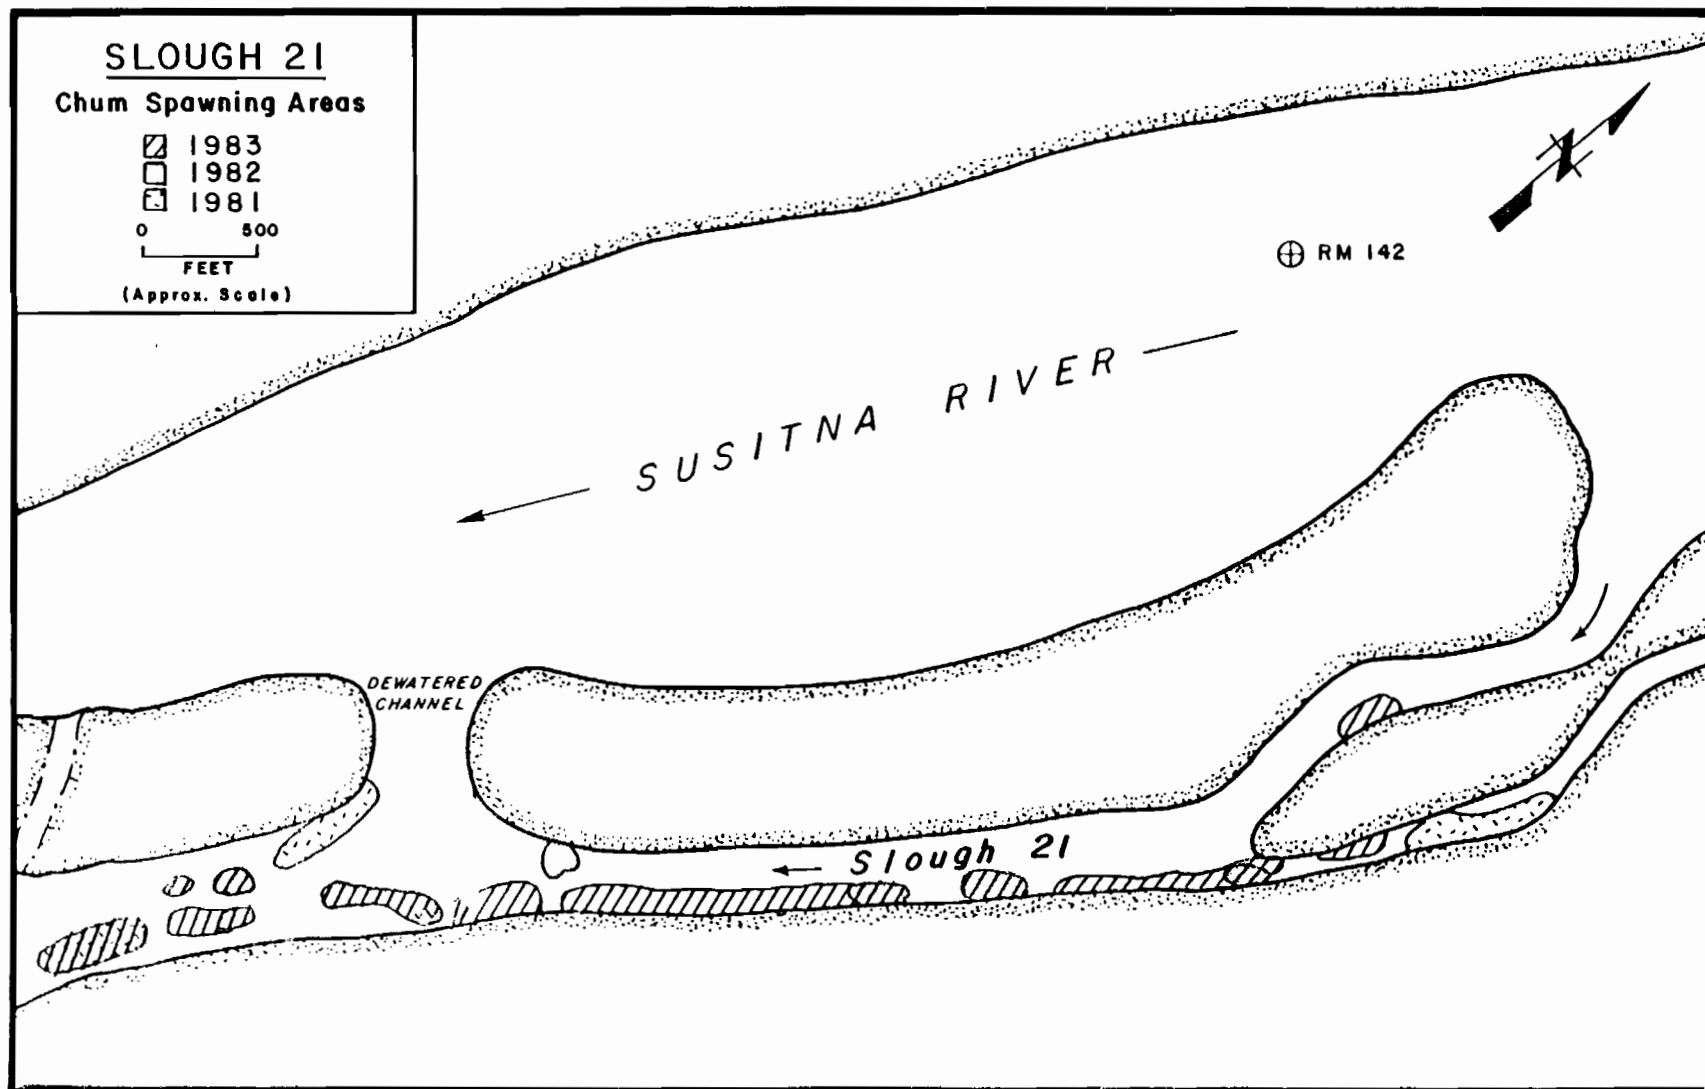 SLOUGH 21
Chum Spawning Areas
1983
1982
1981
0 500
FEET
(Approx. Scale)
N
RM 142
SUSITNA RIVER
DEWATERED
CHANNEL
Slough 21